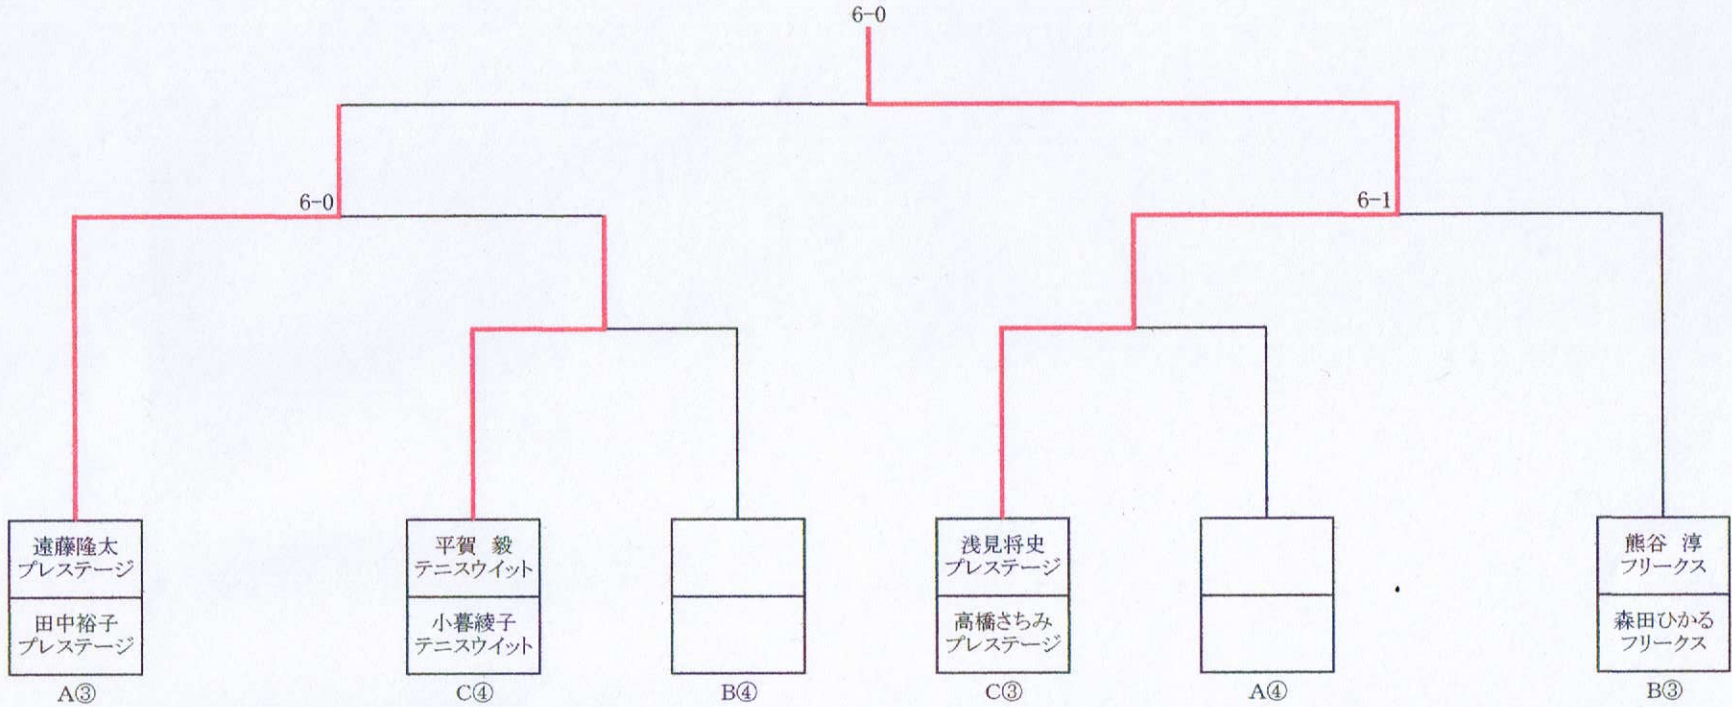 6-0
6-0
6-1
遠藤隆太
プレステージ
田中裕子
プレステージ
A③
平賀 毅
テニスウイット
小暮綾子
テニスウイット
C④
B④
浅見将史
プレステージ
高橋さちみ
プレステージ
C③
A④
熊谷 淳
フリークス
森田ひかる
フリークス
B③